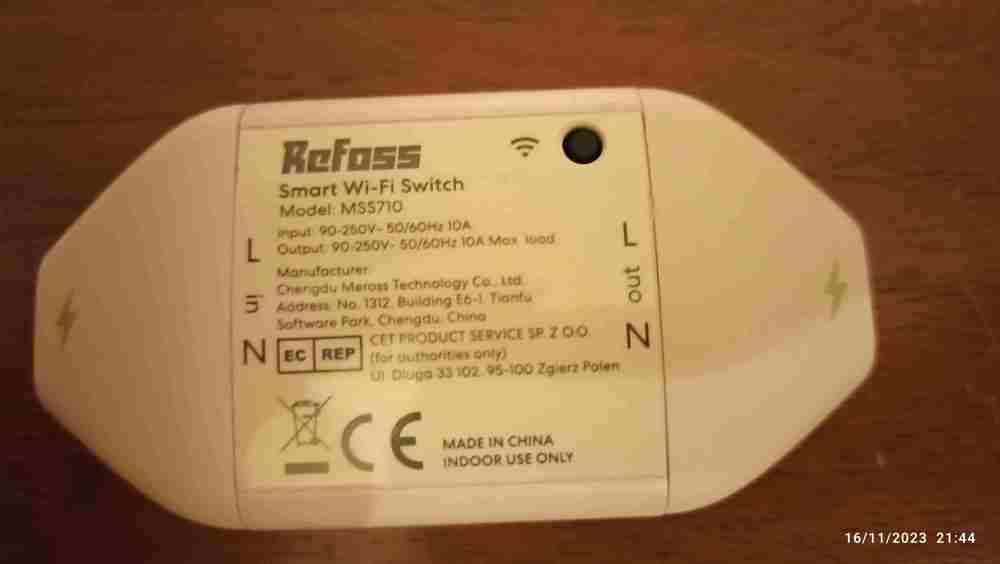 Refoss
Smart Wi-Fi Switch
Model: MSS710
Input: 90-250V~ 50/60Hz 10A
Output: 90-250V~ 50/60Hz 10A Max. load
L
in
N
L
out
N
Manufacturer:
Chengdu Meross Technology Co., Ltd.
Address: No. 1312, Building E6-1, Tianfu
Software Park, Chengdu, China
EC REP
CET PRODUCT SERVICE SP. Z O.O.
(for authorities only)
Ul. Dluga 33 102, 95-100 Zgierz Polen
CE
MADE IN CHINA
INDOOR USE ONLY
16/11/2023 21:44